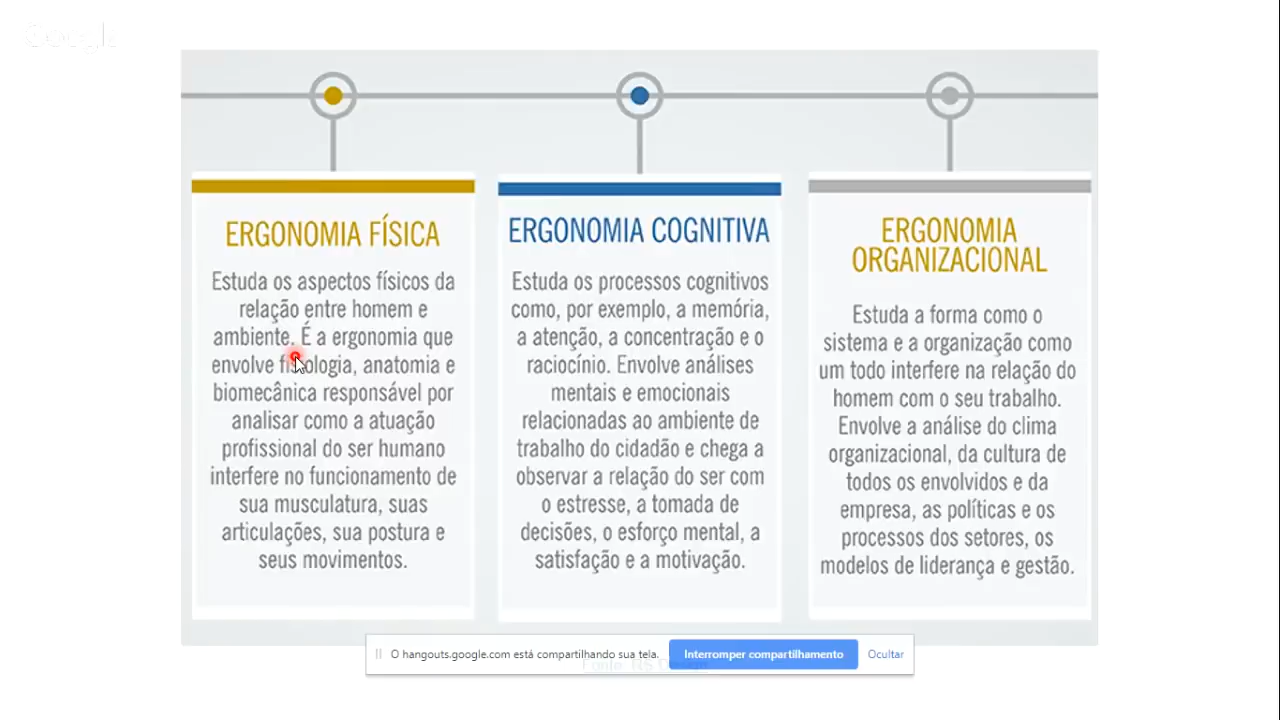 ERGONOMIA FÍSICA
Estuda os aspectos físicos da
relação entre homem e
ambiente. É a ergonomia que
envolve fisiologia, anatomia e
biomecânica responsável por
analisar como a atuação
profissional do ser humano
interfere no funcionamento de
sua musculatura, suas
articulações, sua postura e
seus movimentos.
ERGONOMIA COGNITIVA
Estuda os processos cognitivos
como, por exemplo, a memória,
a atenção, a concentração e o
raciocínio. Envolve análises
mentais e emocionais
relacionadas ao ambiente de
trabalho do cidadão e chega a
observar a relação do ser com
o estresse, a tomada de
decisões, o esforço mental, a
satisfação e a motivação.
ERGONOMIA
ORGANIZACIONAL
Estuda a forma como o
sistema e a organização como
um todo interfere na relação do
homem com o seu trabalho.
Envolve a análise do clima
organizacional, da cultura de
todos os envolvidos e da
empresa, as políticas e os
processos dos setores, os
modelos de liderança e gestão.
O hangouts.google.com está compartilhando sua tela.
Interromper compartilhamento
Ocultar